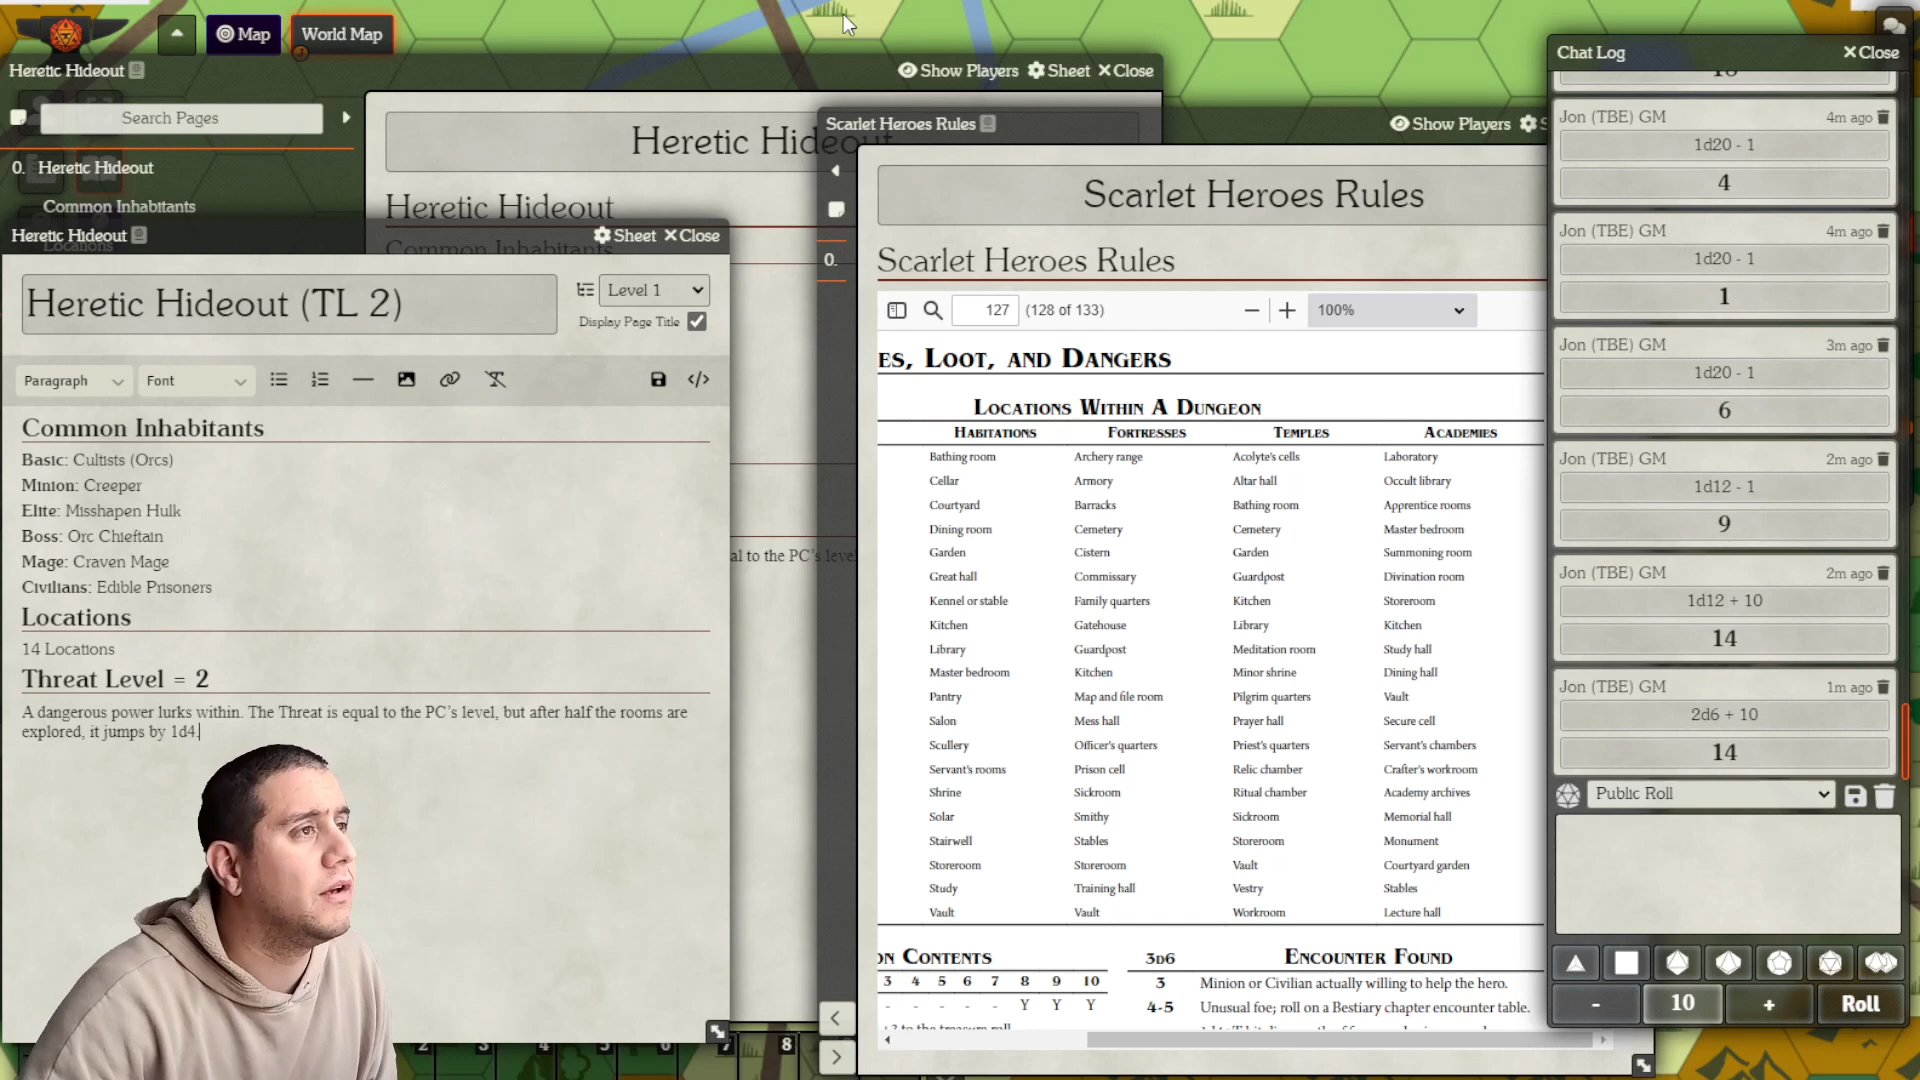 Map
World Map
Heretic Hideout
Show Players
Sheet
Close
Search Pages
0. Heretic Hideout
Common Inhabitants
Heretic Hideout
Heretic Hideout
Heretic Hideout
Sheet
Close
Heretic Hideout (TL 2)
Level 1
Display Page Title
Paragraph
Font
Common Inhabitants
Basic: Cultists (Orcs)
Minion: Creeper
Elite: Misshapen Hulk
Boss: Orc Chieftain
Mage: Craven Mage
Civilians: Edible Prisoners
Locations
14 Locations
Threat Level = 2
A dangerous power lurks within. The Threat is equal to the PC's level, but after half the rooms are
explored, it jumps by 1d4.
al to the PC's level
Scarlet Heroes Rules
Show Players
0.
Scarlet Heroes Rules
Scarlet Heroes Rules
127 (128 of 133)
100%
ES, LOOT, AND DANGERS
LOCATIONS WITHIN A DUNGEON
HABITATIONS FORTRESSES TEMPLES ACADEMIES
Bathing room Archery range Acolyte's cells Laboratory
Cellar Armory Altar hall Occult library
Courtyard Barracks Bathing room Apprentice rooms
Dining room Cemetery Cemetery Master bedroom
Garden Cistern Garden Summoning room
Great hall Commissary Guardpost Divination room
Kennel or stable Family quarters Kitchen Storeroom
Kitchen Gatehouse Library Kitchen
Library Guardpost Meditation room Study hall
Master bedroom Kitchen Minor shrine Dining hall
Pantry Map and file room Pilgrim quarters Vault
Salon Mess hall Prayer hall Secure cell
Scullery Officer's quarters Priest's quarters Servant's chambers
Servant's rooms Prison cell Relic chamber Crafter's workroom
Shrine Sickroom Ritual chamber Academy archives
Solar Smithy Sickroom Memorial hall
Stairwell Stables Storeroom Monument
Storeroom Storeroom Vault Courtyard garden
Study Training hall Vestry Stables
Vault Vault Workroom Lecture hall
ON CONTENTS 3D6 ENCOUNTER FOUND
3 4 5 6 7 8 9 10 3 Minion or Civilian actually willing to help the hero.
- - - - - Y Y Y 4-5 Unusual foe; roll on a Bestiary chapter encounter table.
Chat Log
Close
Jon (TBE) GM 4m ago
1d20 - 1
4
Jon (TBE) GM 4m ago
1d20 - 1
1
Jon (TBE) GM 3m ago
1d20 - 1
6
Jon (TBE) GM 2m ago
1d12 - 1
9
Jon (TBE) GM 2m ago
1d12 + 10
14
Jon (TBE) GM 1m ago
2d6 + 10
14
Public Roll
- 10 + Roll
2 3 4 5 6 7 8